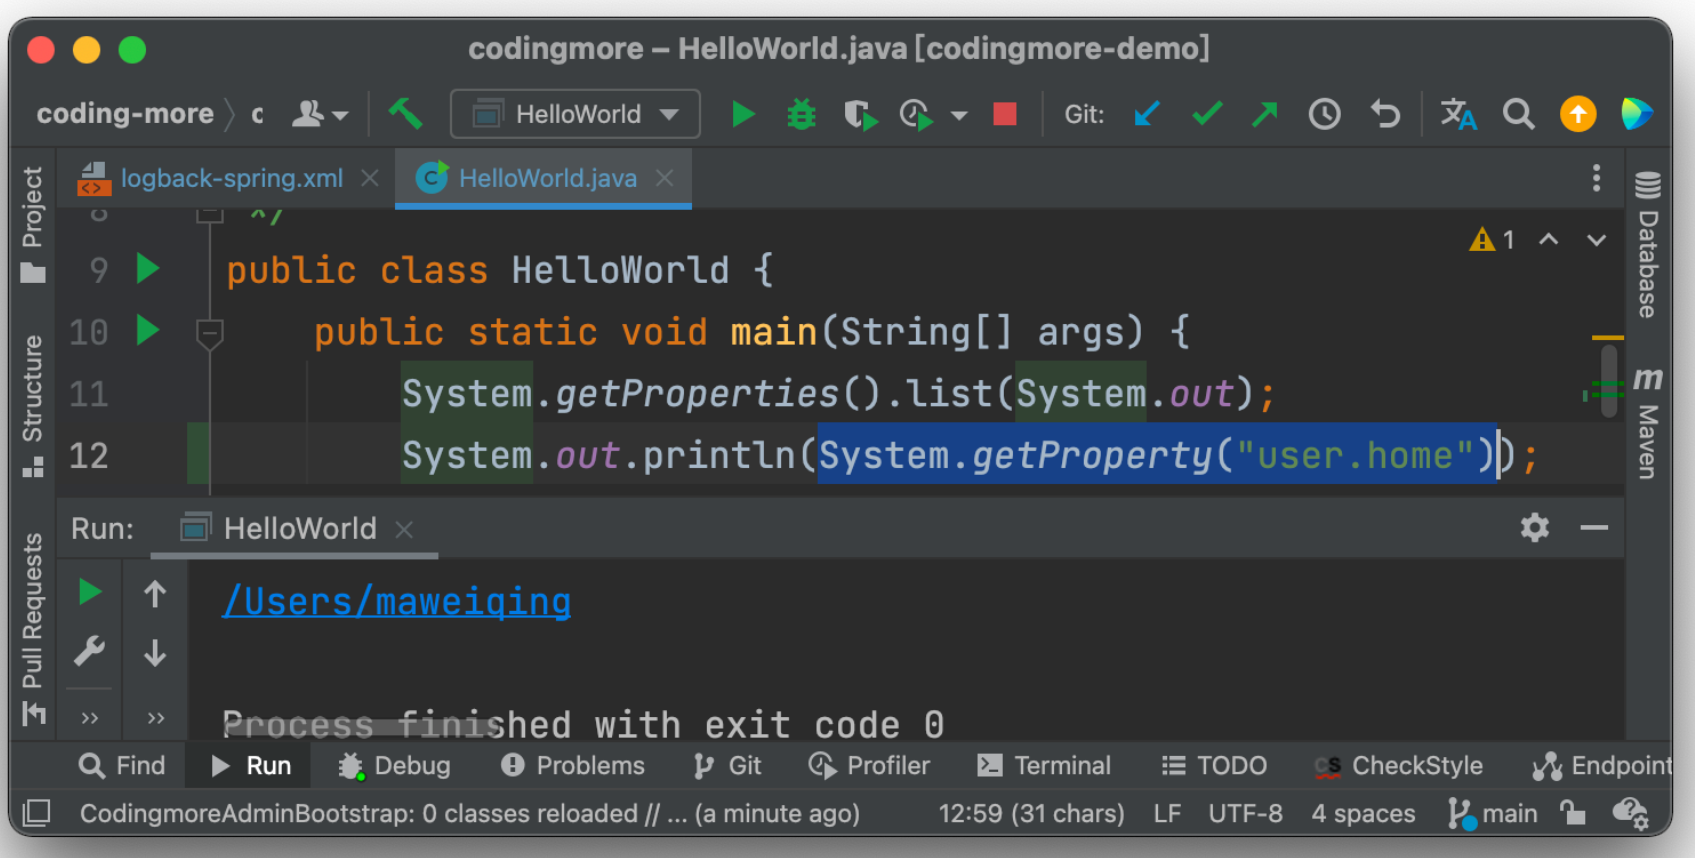 codingmore – HelloWorld.java [codingmore-demo]
coding-more 〉 c HelloWorld Git:
logback-spring.xml HelloWorld.java
8 */
1
9 public class HelloWorld {
10 public static void main(String[] args) {
11 System.getProperties().list(System.out);
12 System.out.println(System.getProperty("user.home"));
Project
Structure
Pull Requests
Database
m Maven
Run: HelloWorld
/Users/maweiqing
Process finished with exit code 0
Find Run Debug Problems Git Profiler Terminal TODO CS CheckStyle Endpoint
CodingmoreAdminBootstrap: 0 classes reloaded // ... (a minute ago) 12:59 (31 chars) LF UTF-8 4 spaces main